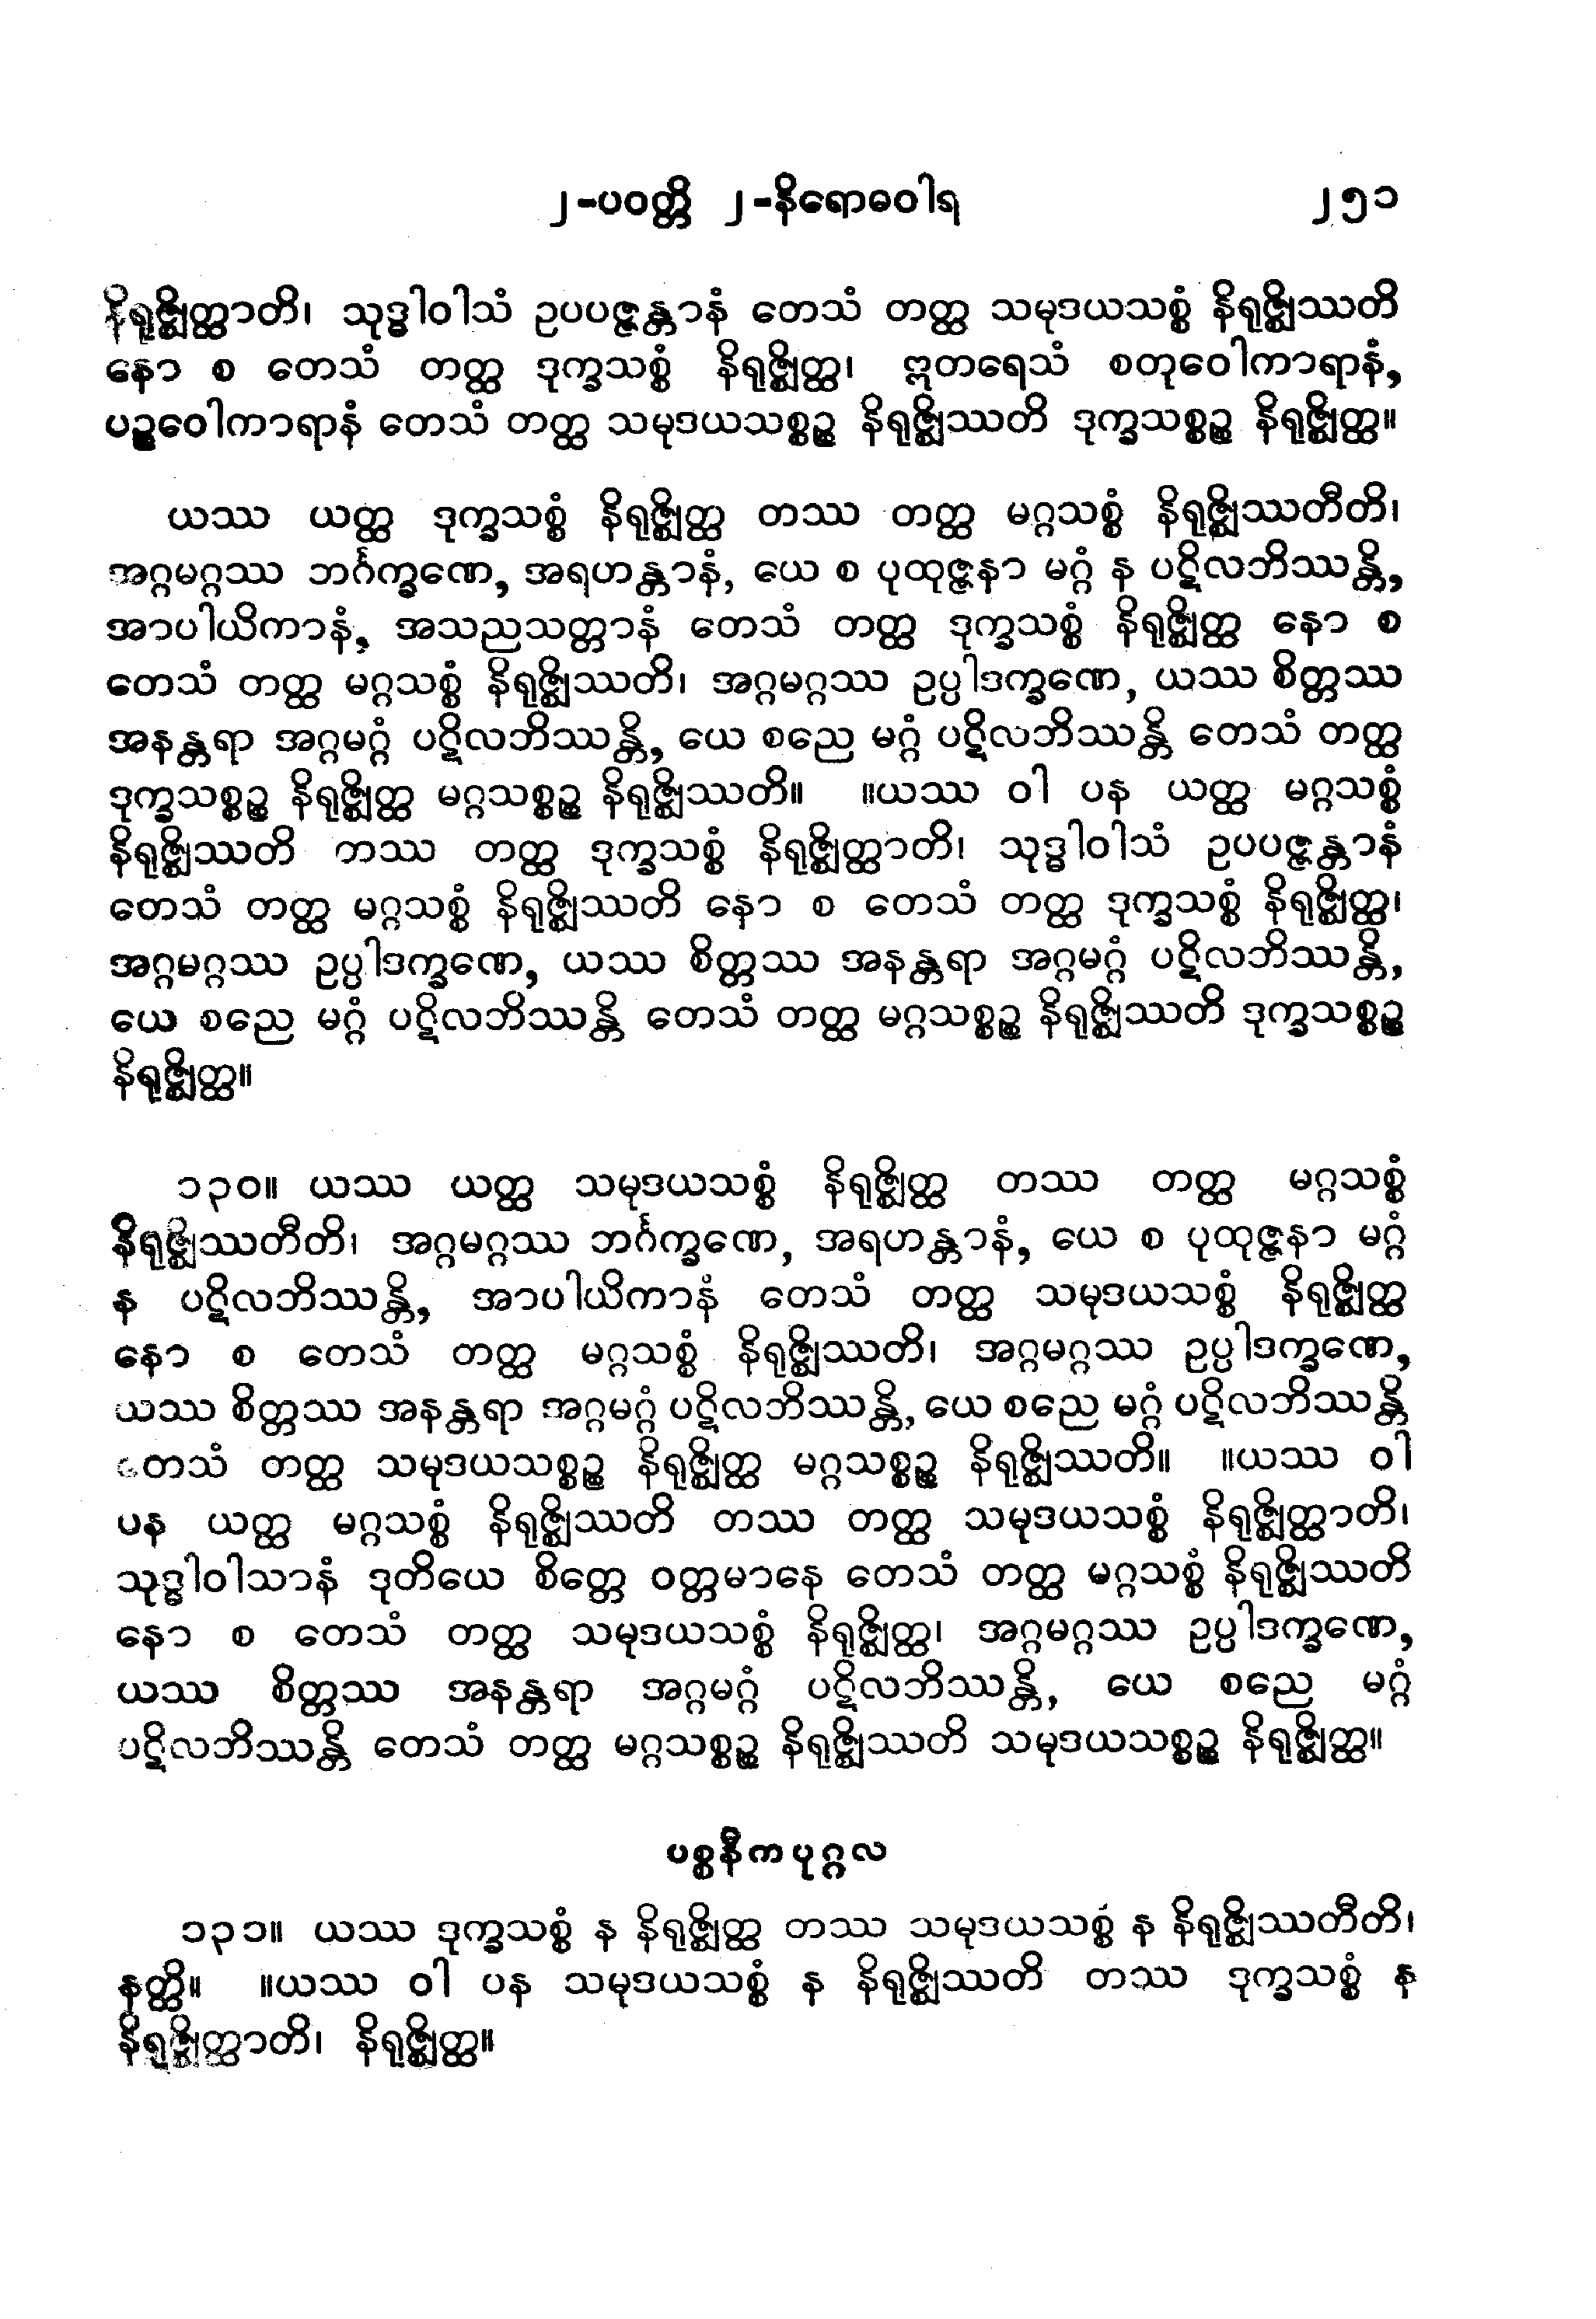 ၂-ပဝတ္တိ ၂-နိရောဓဝါရ ၂၅၁
နိရုဇ္ဈိတ္ထာတိ၊ သုဒ္ဓါဝါသံ ဥပပဇ္ဇန္တာနံ တေသံ တတ္ထ သမုဒယသစ္စံ နိရုဇ္ဈိဿတိ
နော စ တေသံ တတ္ထ ဒုက္ခသစ္စံ နိရုဇ္ဈိတ္ထ၊ ဣတရေသံ စတုဝေါကာရာနံ,
ပဉ္စဝေါကာရာနံ တေသံ တတ္ထ သမုဒယသစ္စဉ္စ နိရုဇ္ဈိဿတိ ဒုက္ခသစ္စဉ္စ နိရုဇ္ဈိတ္ထ။
ယဿ ယတ္ထ ဒုက္ခသစ္စံ နိရုဇ္ဈိတ္ထ တဿ တတ္ထ မဂ္ဂသစ္စံ နိရုဇ္ဈိဿတီတိ၊
အဂ္ဂမဂ္ဂဿ ဘင်္ဂက္ခဏေ, အရဟန္တာနံ, ယေ စ ပုထုဇ္ဇနာ မဂ္ဂံ န ပဋိလဘိဿန္တိ,
အာပါယိကာနံ, အသညသတ္တာနံ တေသံ တတ္ထ ဒုက္ခသစ္စံ နိရုဇ္ဈိတ္ထ နော စ
တေသံ တတ္ထ မဂ္ဂသစ္စံ နိရုဇ္ဈိဿတိ၊ အဂ္ဂမဂ္ဂဿ ဥပ္ပါဒက္ခဏေ, ယဿ စိတ္တဿ
အနန္တရာ အဂ္ဂမဂ္ဂံ ပဋိလဘိဿန္တိ, ယေ စညေ မဂ္ဂံ ပဋိလဘိဿန္တိ တေသံ တတ္ထ
ဒုက္ခသစ္စဉ္စ နိရုဇ္ဈိတ္ထ မဂ္ဂသစ္စဉ္စ နိရုဇ္ဈိဿတိ။ ။ယဿ ဝါ ပန ယတ္ထ မဂ္ဂသစ္စံ
နိရုဇ္ဈိဿတိ တဿ တတ္ထ ဒုက္ခသစ္စံ နိရုဇ္ဈိတ္ထာတိ၊ သုဒ္ဓါဝါသံ ဥပပဇ္ဇန္တာနံ
တေသံ တတ္ထ မဂ္ဂသစ္စံ နိရုဇ္ဈိဿတိ နော စ တေသံ တတ္ထ ဒုက္ခသစ္စံ နိရုဇ္ဈိတ္ထ၊
အဂ္ဂမဂ္ဂဿ ဥပ္ပါဒက္ခဏေ, ယဿ စိတ္တဿ အနန္တရာ အဂ္ဂမဂ္ဂံ ပဋိလဘိဿန္တိ,
ယေ စညေ မဂ္ဂံ ပဋိလဘိဿန္တိ တေသံ တတ္ထ မဂ္ဂသစ္စဉ္စ နိရုဇ္ဈိဿတိ ဒုက္ခသစ္စဉ္စ
နိရုဇ္ဈိတ္ထ။
၁၃၀။ ယဿ ယတ္ထ သမုဒယသစ္စံ နိရုဇ္ဈိတ္ထ တဿ တတ္ထ မဂ္ဂသစ္စံ
နိရုဇ္ဈိဿတီတိ၊ အဂ္ဂမဂ္ဂဿ ဘင်္ဂက္ခဏေ, အရဟန္တာနံ, ယေ စ ပုထုဇ္ဇနာ မဂ္ဂံ
န ပဋိလဘိဿန္တိ, အာပါယိကာနံ တေသံ တတ္ထ သမုဒယသစ္စံ နိရုဇ္ဈိတ္ထ
နော စ တေသံ တတ္ထ မဂ္ဂသစ္စံ နိရုဇ္ဈိဿတိ၊ အဂ္ဂမဂ္ဂဿ ဥပ္ပါဒက္ခဏေ,
ယဿ စိတ္တဿ အနန္တရာ အဂ္ဂမဂ္ဂံ ပဋိလဘိဿန္တိ, ယေ စညေ မဂ္ဂံ ပဋိလဘိဿန္တိ
တေသံ တတ္ထ သမုဒယသစ္စဉ္စ နိရုဇ္ဈိတ္ထ မဂ္ဂသစ္စဉ္စ နိရုဇ္ဈိဿတိ။ ။ယဿ ဝါ
ပန ယတ္ထ မဂ္ဂသစ္စံ နိရုဇ္ဈိဿတိ တဿ တတ္ထ သမုဒယသစ္စံ နိရုဇ္ဈိတ္ထာတိ၊
သုဒ္ဓါဝါသာနံ ဒုတိယေ စိတ္တေ ဝတ္တမာနေ တေသံ တတ္ထ မဂ္ဂသစ္စံ နိရုဇ္ဈိဿတိ
နော စ တေသံ တတ္ထ သမုဒယသစ္စံ နိရုဇ္ဈိတ္ထ၊ အဂ္ဂမဂ္ဂဿ ဥပ္ပါဒက္ခဏေ,
ယဿ စိတ္တဿ အနန္တရာ အဂ္ဂမဂ္ဂံ ပဋိလဘိဿန္တိ, ယေ စညေ မဂ္ဂံ
ပဋိလဘိဿန္တိ တေသံ တတ္ထ မဂ္ဂသစ္စဉ္စ နိရုဇ္ဈိဿတိ သမုဒယသစ္စဉ္စ နိရုဇ္ဈိတ္ထ။
ပစ္စနီကပုဂ္ဂလ
၁၃၁။ ယဿ ဒုက္ခသစ္စံ န နိရုဇ္ဈိတ္ထ တဿ သမုဒယသစ္စံ န နိရုဇ္ဈိဿတီတိ၊
နတ္ထိ။ ။ယဿ ဝါ ပန သမုဒယသစ္စံ န နိရုဇ္ဈိဿတိ တဿ ဒုက္ခသစ္စံ န
နိရုဇ္ဈိတ္ထာတိ၊ နိရုဇ္ဈိတ္ထ။